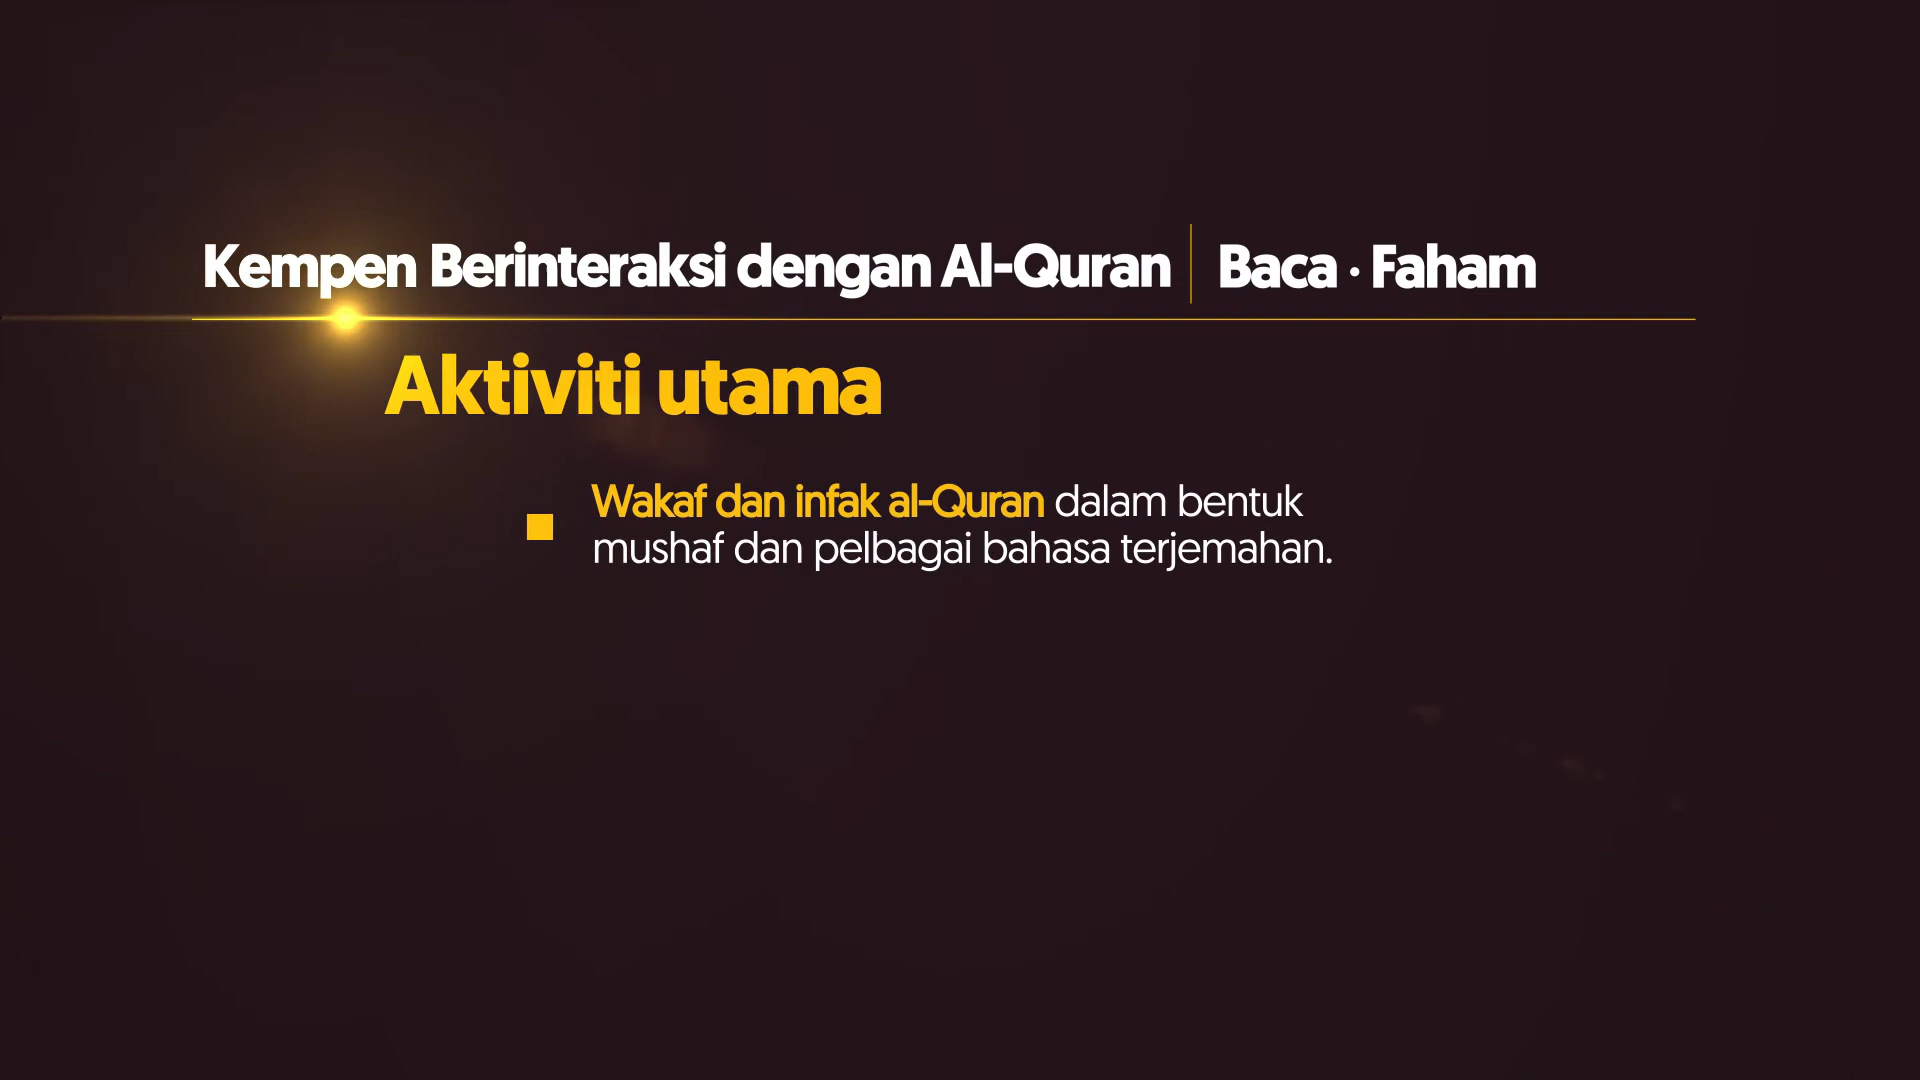 Kempen Berinteraksi dengan Al-Quran | Baca · Faham
Aktiviti utama
Wakaf dan infak al-Quran dalam bentuk
mushaf dan pelbagai bahasa terjemahan.